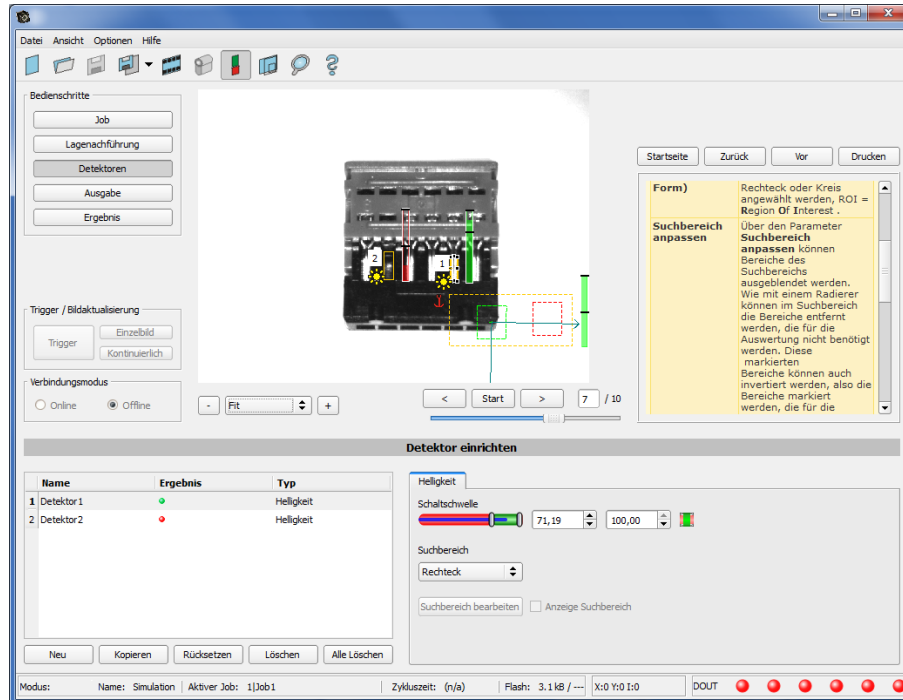 Datei Ansicht Optionen Hilfe
Bedienschritte
Job
Lagenachführung
Detektoren
Ausgabe
Ergebnis
Trigger / Bildaktualisierung
Trigger
Einzelbild
Kontinuierlich
Verbindungsmodus
Online Offline
2
1
- Fit +
< Start > 7 / 10
Startseite Zurück Vor Drucken
Form) Rechteck oder Kreis
angewählt werden, ROI =
Region Of Interest .
Suchbereich anpassen Über den Parameter
Suchbereich
anpassen können
Bereiche des
Suchbereichs
ausgeblendet werden.
Wie mit einem Radierer
können im Suchbereich
die Bereiche entfernt
werden, die für die
Auswertung nicht benötigt
werden. Diese
markierten
Bereiche können auch
invertiert werden, also die
Bereiche markiert
werden, die für die
Detektor einrichten
Name Ergebnis Typ
1 Detektor1 Helligkeit
2 Detektor2 Helligkeit
Neu Kopieren Rücksetzen Löschen Alle Löschen
Helligkeit
Schaltschwelle
71,19 100,00
Suchbereich
Rechteck
Suchbereich bearbeiten Anzeige Suchbereich
Modus: Name: Simulation Aktiver Job: 1|Job1 Zykluszeit: (n/a) Flash: 3.1 kB / --- X:0 Y:0 I:0 DOUT